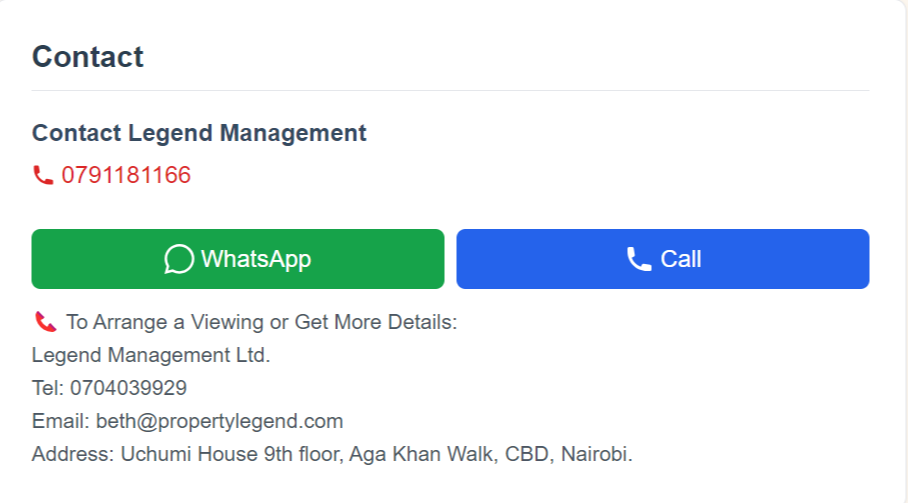 Contact
Contact Legend Management
0791181166
WhatsApp
Call
To Arrange a Viewing or Get More Details:
Legend Management Ltd.
Tel: 0704039929
Email: beth@propertylegend.com
Address: Uchumi House 9th floor, Aga Khan Walk, CBD, Nairobi.